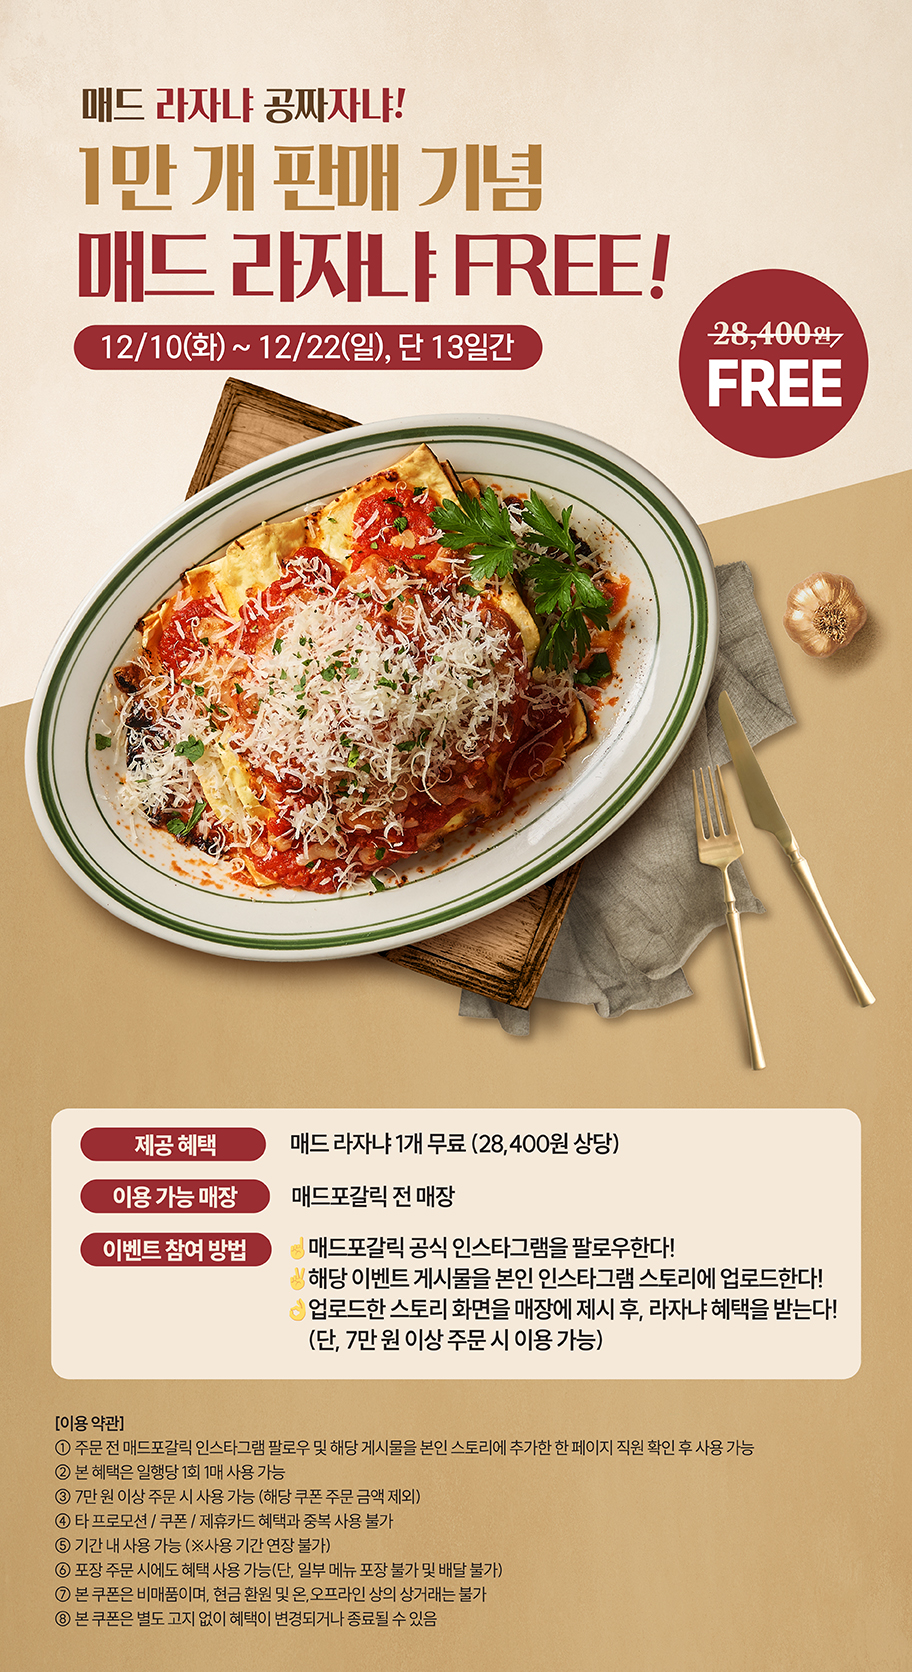 매드 라자냐 공짜자냐!
1만 개 판매 기념
매드 라자냐 FREE!
12/10(화) ~ 12/22(일), 단 13일간
28,400원
FREE
제공 혜택 매드 라자냐 1개 무료 (28,400원 상당)
이용 가능 매장 매드포갈릭 전 매장
이벤트 참여 방법 ☝매드포갈릭 공식 인스타그램을 팔로우한다!
✌해당 이벤트 게시물을 본인 인스타그램 스토리에 업로드한다!
👌업로드한 스토리 화면을 매장에 제시 후, 라자냐 혜택을 받는다!
(단, 7만 원 이상 주문 시 이용 가능)
[이용 약관]
① 주문 전 매드포갈릭 인스타그램 팔로우 및 해당 게시물을 본인 스토리에 추가한 한 페이지 직원 확인 후 사용 가능
② 본 혜택은 일행당 1회 1매 사용 가능
③ 7만 원 이상 주문 시 사용 가능 (해당 쿠폰 주문 금액 제외)
④ 타 프로모션 / 쿠폰 / 제휴카드 혜택과 중복 사용 불가
⑤ 기간 내 사용 가능 (※사용 기간 연장 불가)
⑥ 포장 주문 시에도 혜택 사용 가능(단, 일부 메뉴 포장 불가 및 배달 불가)
⑦ 본 쿠폰은 비매품이며, 현금 환원 및 온,오프라인 상의 상거래는 불가
⑧ 본 쿠폰은 별도 고지 없이 혜택이 변경되거나 종료될 수 있음